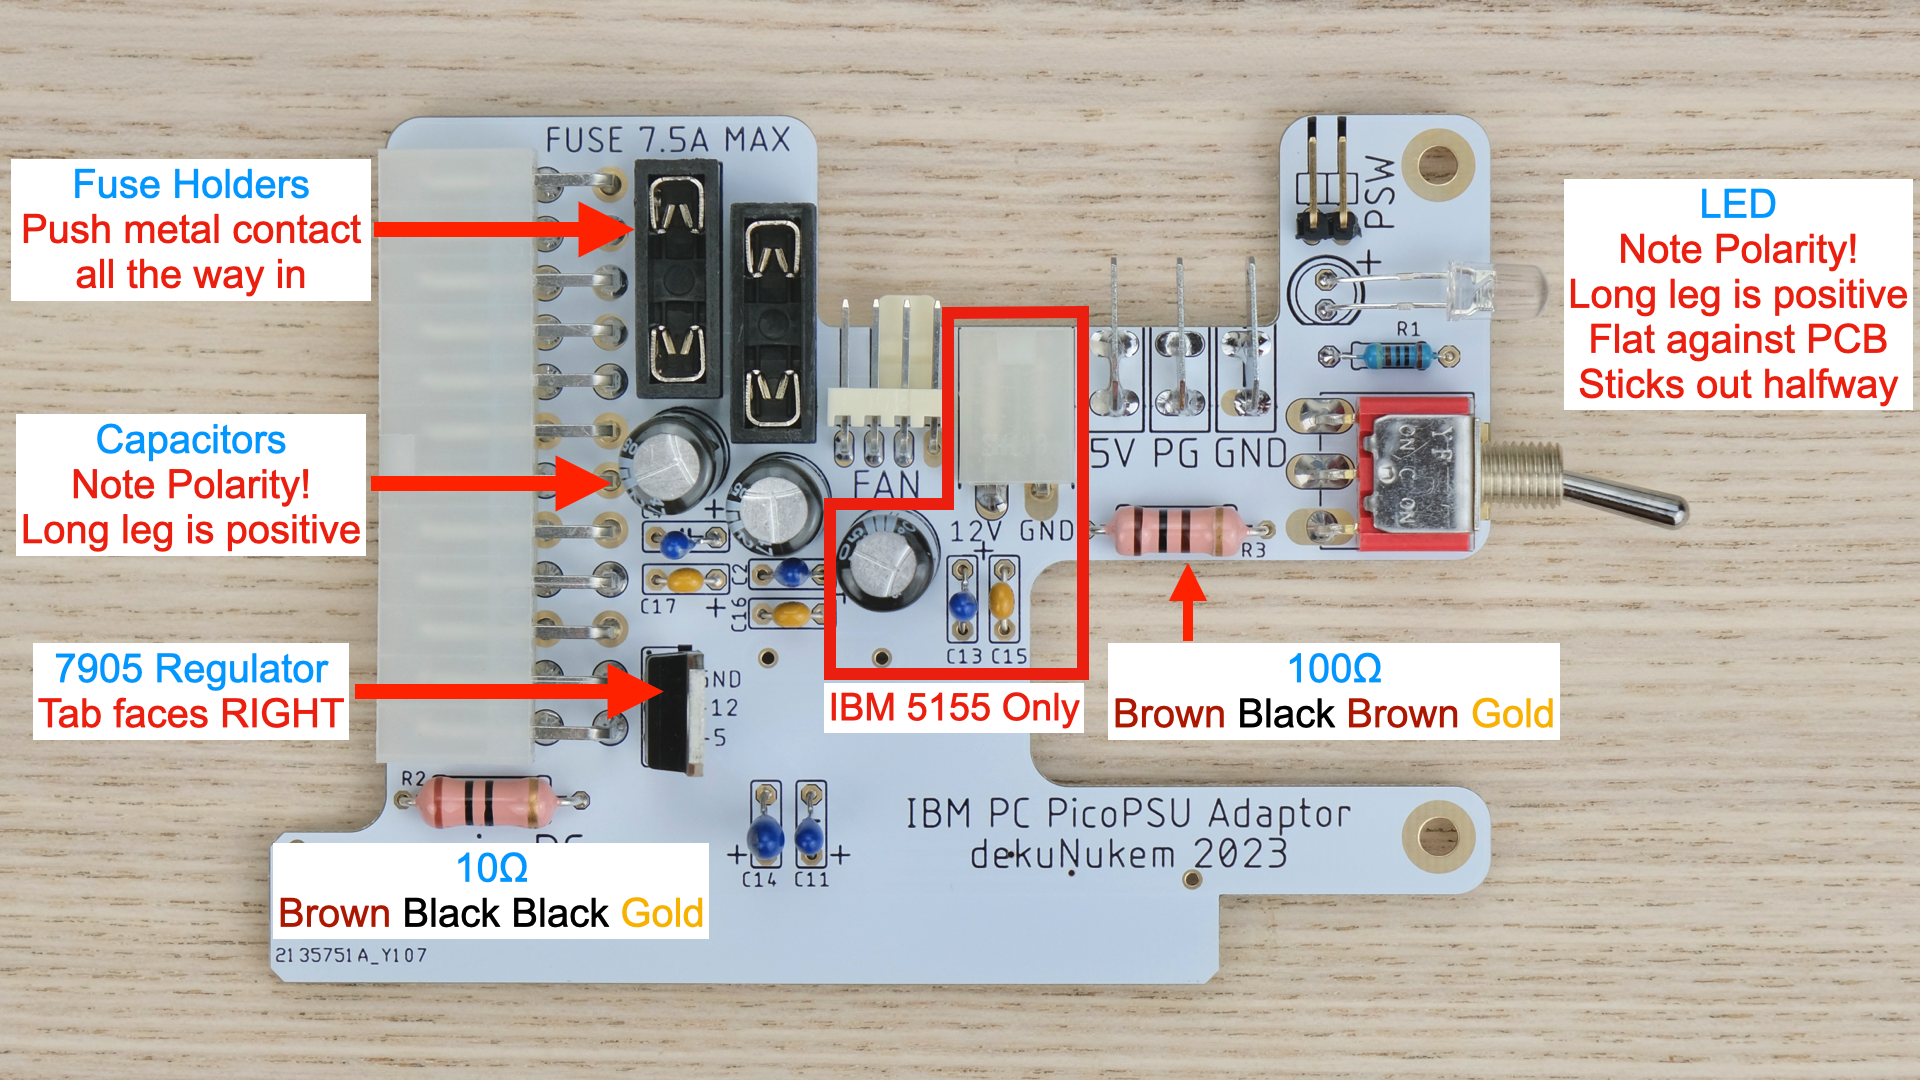 FUSE 7.5A MAX
Fuse Holders
Push metal contact
all the way in
PSW
+
LED
Note Polarity!
Long leg is positive
Flat against PCB
Sticks out halfway
R1
Capacitors
Note Polarity!
Long leg is positive
5V PG GND
ON C ON
FAN
12V GND
R3
+
+
C2
C17
+
C16
+
C13 C15
7905 Regulator
Tab faces RIGHT
GND
-12
-5
IBM 5155 Only
100Ω
Brown Black Brown Gold
R2
IBM PC PicoPSU Adaptor
dekuNukem 2023
+
+
C14 C11
10Ω
Brown Black Black Gold
2135751A_Y107